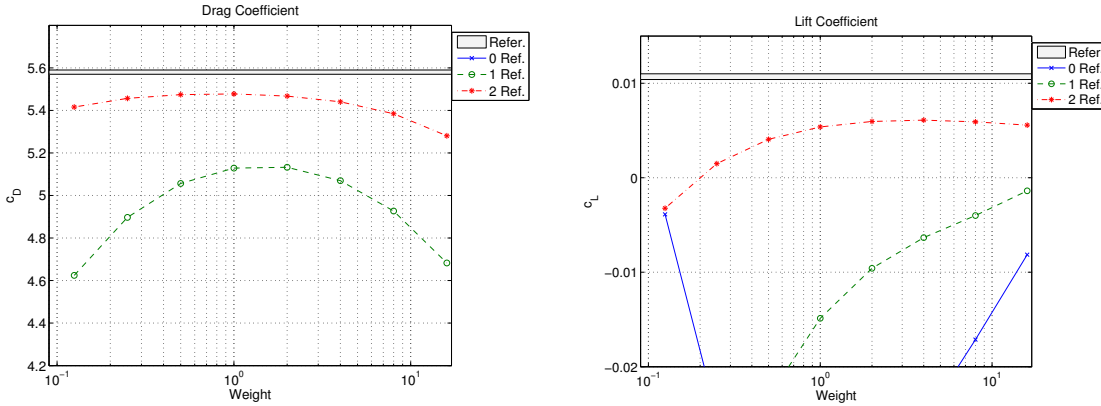 Drag Coefficient
5.6
5.4
5.2
5
4.8
4.6
4.4
4.2
c_D
10^-1
10^0
10^1
Weight
Refer.
0 Ref.
1 Ref.
2 Ref.
Lift Coefficient
0.01
0
−0.01
−0.02
c_L
10^-1
10^0
10^1
Weight
Refer.
0 Ref.
1 Ref.
2 Ref.